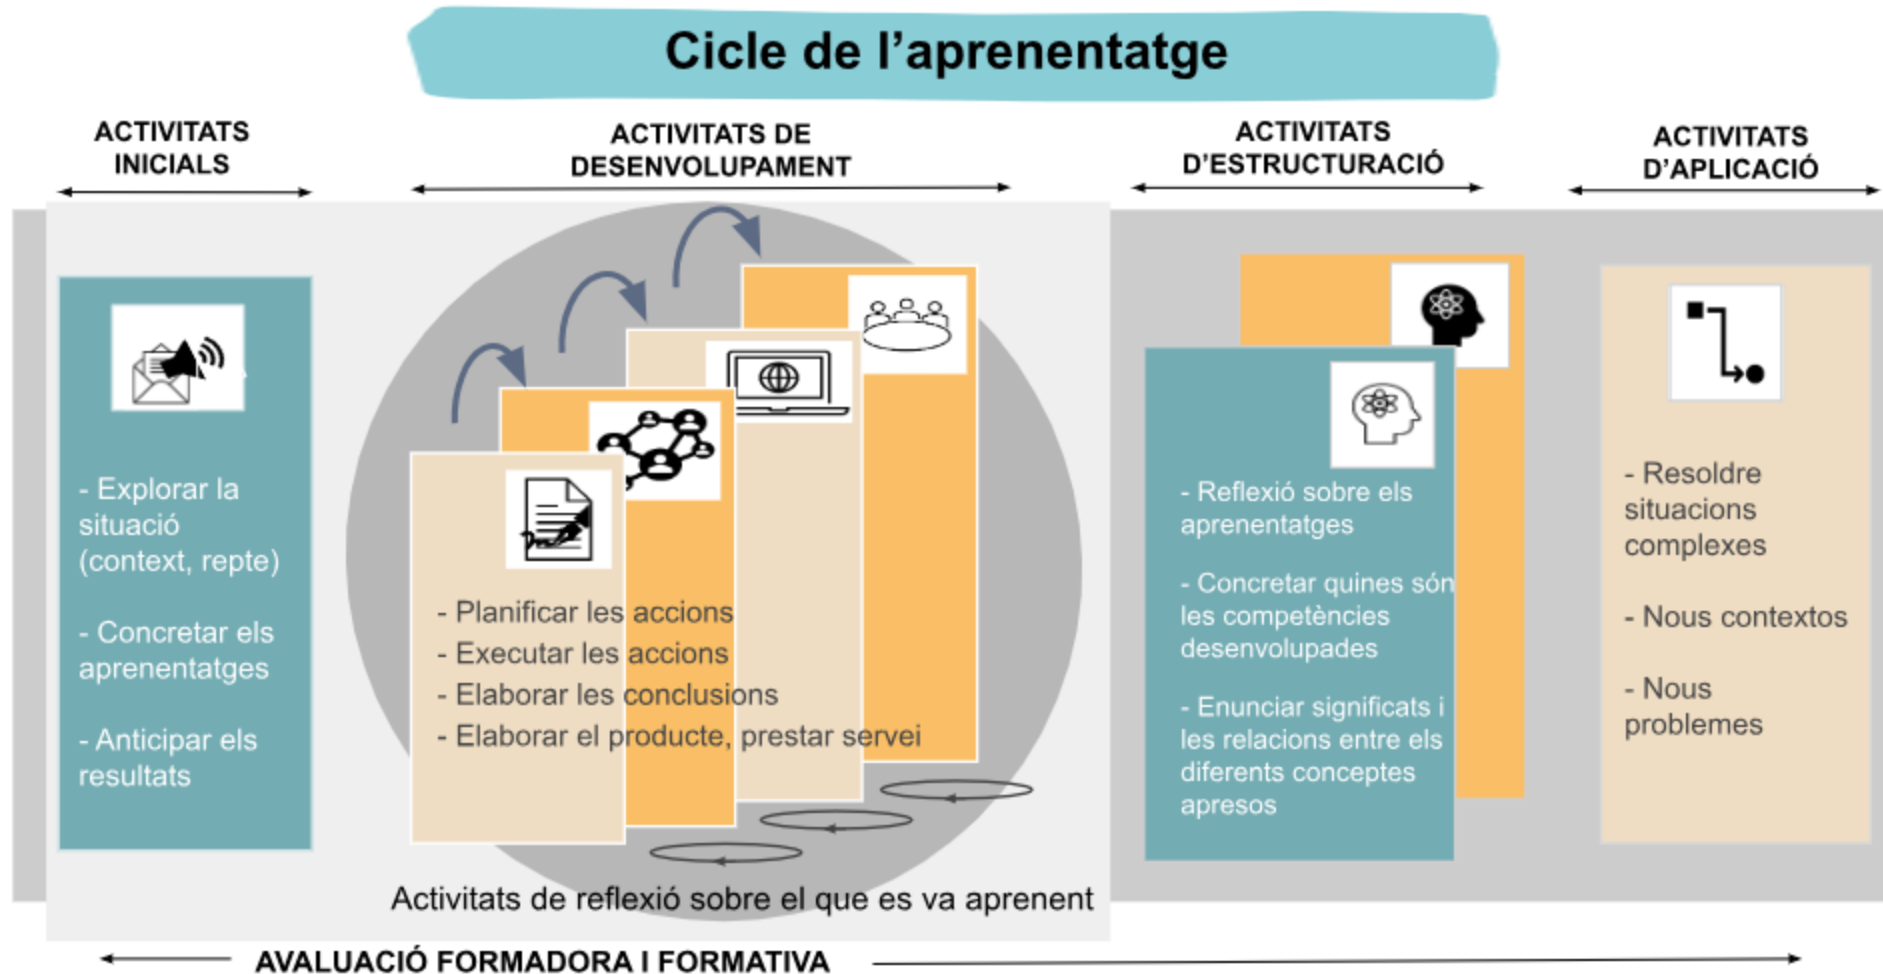 Cicle de l’aprenentatge
ACTIVITATS
INICIALS
ACTIVITATS DE
DESENVOLUPAMENT
ACTIVITATS
D’ESTRUCTURACIÓ
ACTIVITATS
D’APLICACIÓ
- Explorar la
situació
(context, repte)
- Concretar els
aprenentatges
- Anticipar els
resultats
- Planificar les accions
- Executar les accions
- Elaborar les conclusions
- Elaborar el producte, prestar servei
Activitats de reflexió sobre el que es va aprenent
- Reflexió sobre els
aprenentatges
- Concretar quines són
les competències
desenvolupades
- Enunciar significats i
les relacions entre els
diferents conceptes
apresos
- Resoldre
situacions
complexes
- Nous contextos
- Nous
problemes
AVALUACIÓ FORMADORA I FORMATIVA